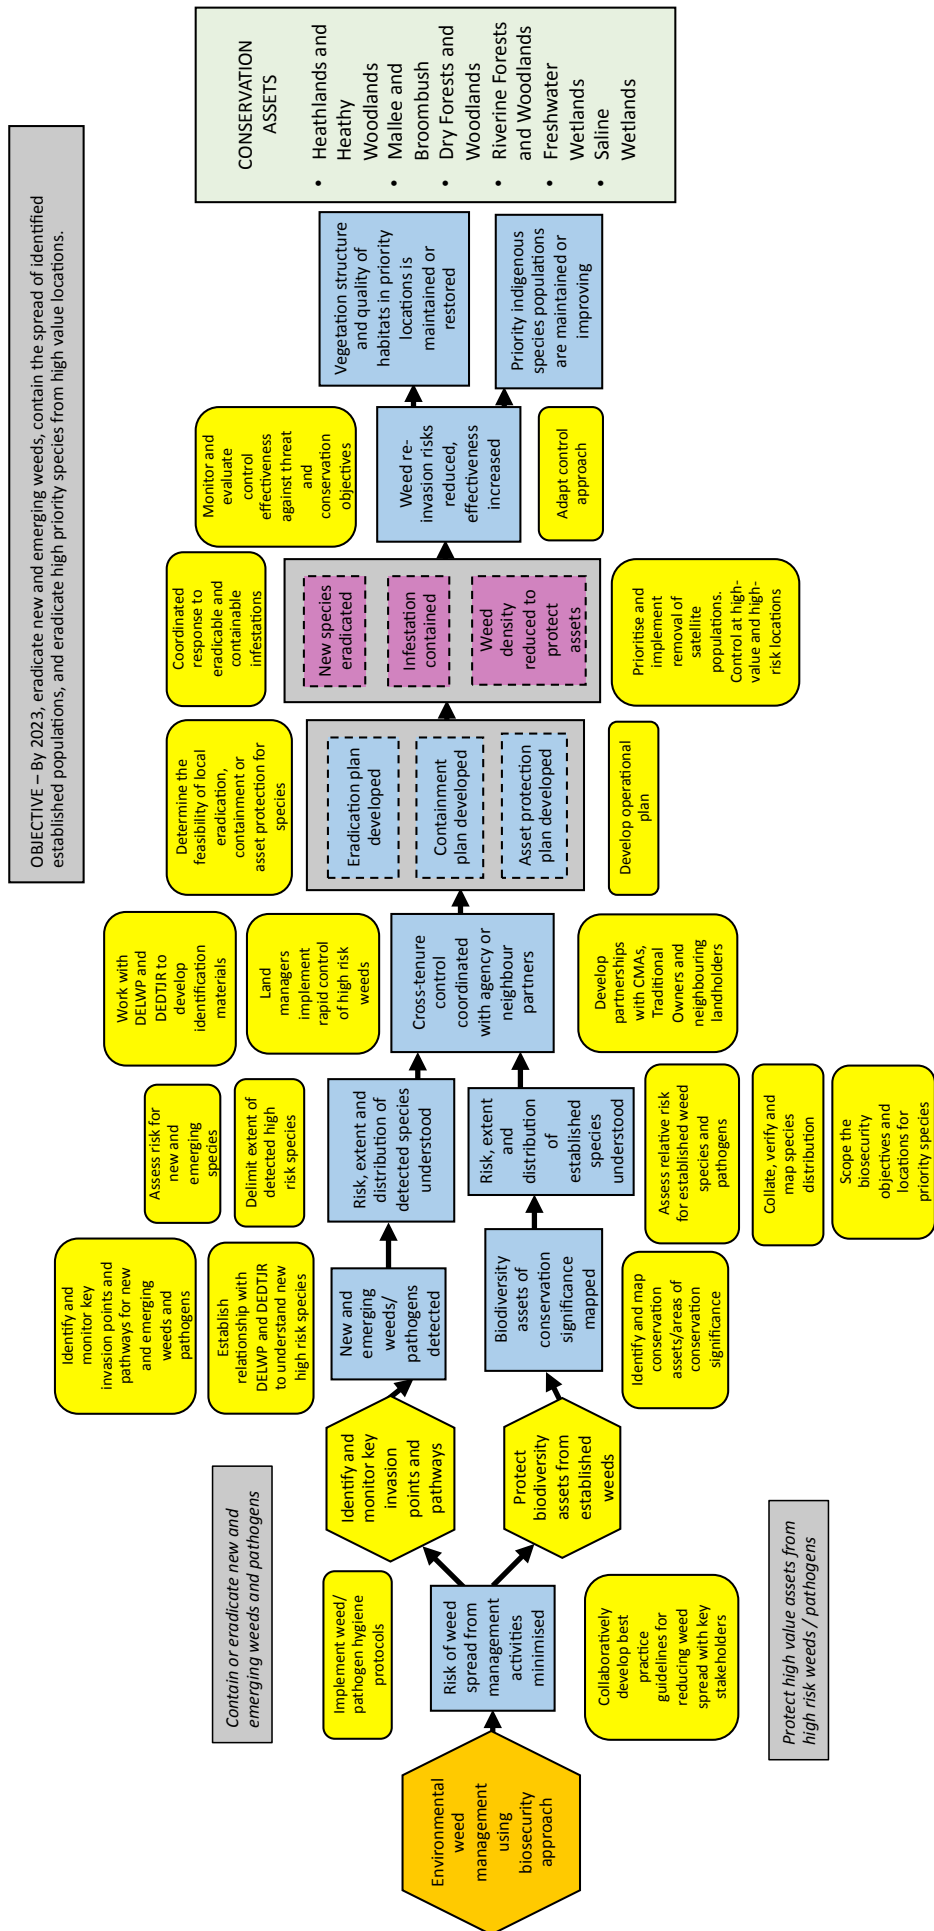 OBJECTIVE – By 2023, eradicate new and emerging weeds, contain the spread of identified
established populations, and eradicate high priority species from high value locations.
Contain or eradicate new and
emerging weeds and pathogens
Identify and
monitor key
invasion points and
pathways for new
and emerging
weeds and
pathogens
Establish
relationship with
DELWP and DEDTJR
to understand new
high risk species
Assess risk for
new and
emerging
species
Delimit extent of
detected high
risk species
Work with
DELWP and
DEDTJR to
develop
identification
materials
Land
managers
implement
rapid control
of high risk
weeds
Determine the
feasibility of local
eradication,
containment or
asset protection for
species
Coordinated
response to
eradicable and
containable
infestations
Monitor and
evaluate
control
effectiveness
against threat
and
conservation
objectives
Implement weed/
pathogen hygiene
protocols
Environmental
weed
management
using
biosecurity
approach
Risk of weed
spread from
management
activities
minimised
Identify and
monitor key
invasion
points and
pathways
Protect
biodiversity
assets from
established
weeds
New and
emerging
weeds/
pathogens
detected
Biodiversity
assets of
conservation
significance
mapped
Risk, extent and
distribution of
detected species
understood
Risk, extent
and
distribution
of
established
species
understood
Cross-tenure
control
coordinated
with agency or
neighbour
partners
Eradication plan
developed
Containment
plan developed
Asset protection
plan developed
New species
eradicated
Infestation
contained
Weed
density
reduced to
protect
assets
Weed re-
invasion risks
reduced,
effectiveness
increased
Vegetation structure
and quality of
habitats in priority
locations is
maintained or
restored
Priority indigenous
species populations
are maintained or
improving
CONSERVATION
ASSETS
• Heathlands and
Heathy
Woodlands
• Mallee and
Broombush
• Dry Forests and
Woodlands
• Riverine Forests
and Woodlands
• Freshwater
Wetlands
• Saline
Wetlands
Collaboratively
develop best
practice
guidelines for
reducing weed
spread with key
stakeholders
Identify and map
conservation
assets/areas of
conservation
significance
Assess relative risk
for established weed
species and
pathogens
Collate, verify and
map species
distribution
Scope the
biosecurity
objectives and
locations for
priority species
Develop
partnerships
with CMAs,
Traditional
Owners and
neighbouring
landholders
Develop operational
plan
Prioritise and
implement
removal of
satellite
populations.
Control at high-
value and high-
risk locations
Adapt control
approach
Protect high value assets from
high risk weeds / pathogens